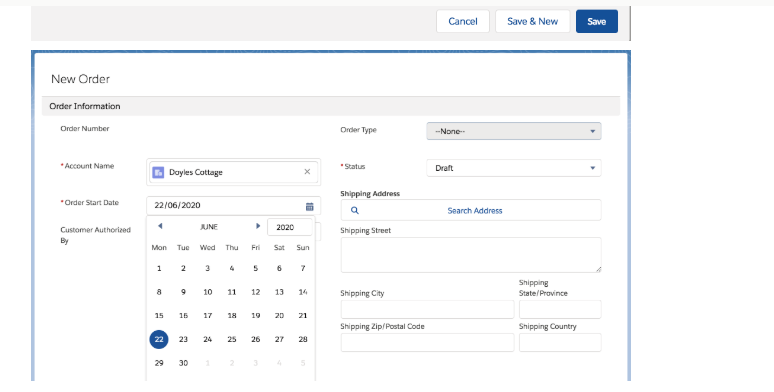 Cancel Save & New Save
New Order
Order Information
Order Number
Order Type --None--
*Account Name Doyles Cottage
*Status Draft
*Order Start Date 22/06/2020
Shipping Address
Search Address
Customer Authorized
By
JUNE 2020
Mon Tue Wed Thu Fri Sat Sun
1 2 3 4 5 6 7
8 9 10 11 12 13 14
15 16 17 18 19 20 21
22 23 24 25 26 27 28
29 30 1 2 3 4 5
Shipping Street
Shipping City
Shipping
State/Province
Shipping Zip/Postal Code
Shipping Country